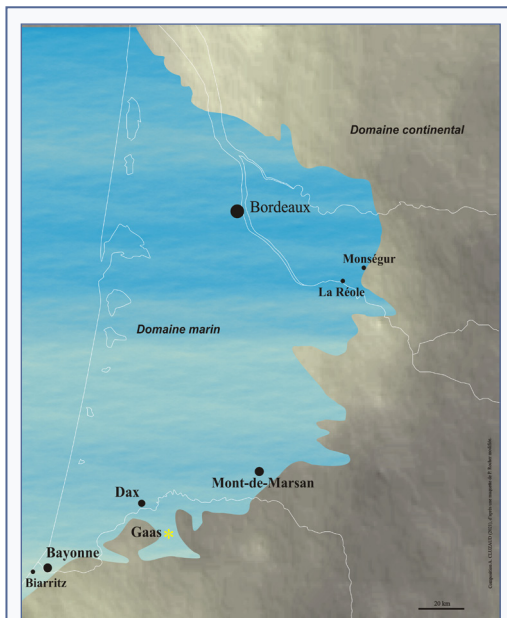 Domaine continental
Bordeaux
Monségur
La Réole
Domaine marin
Mont-de-Marsan
Dax
Gaas
Bayonne
Biarritz
20 km